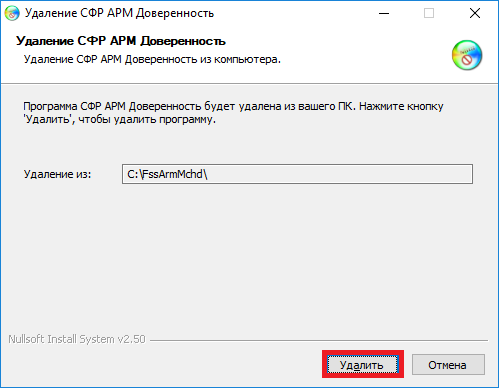 Удаление СФР АРМ Доверенность
Удаление СФР АРМ Доверенность
Удаление СФР АРМ Доверенность из компьютера.
Программа СФР АРМ Доверенность будет удалена из вашего ПК. Нажмите кнопку
'Удалить', чтобы удалить программу.
Удаление из:
C:\FssArmMchd\
Nullsoft Install System v2.50
Удалить
Отмена